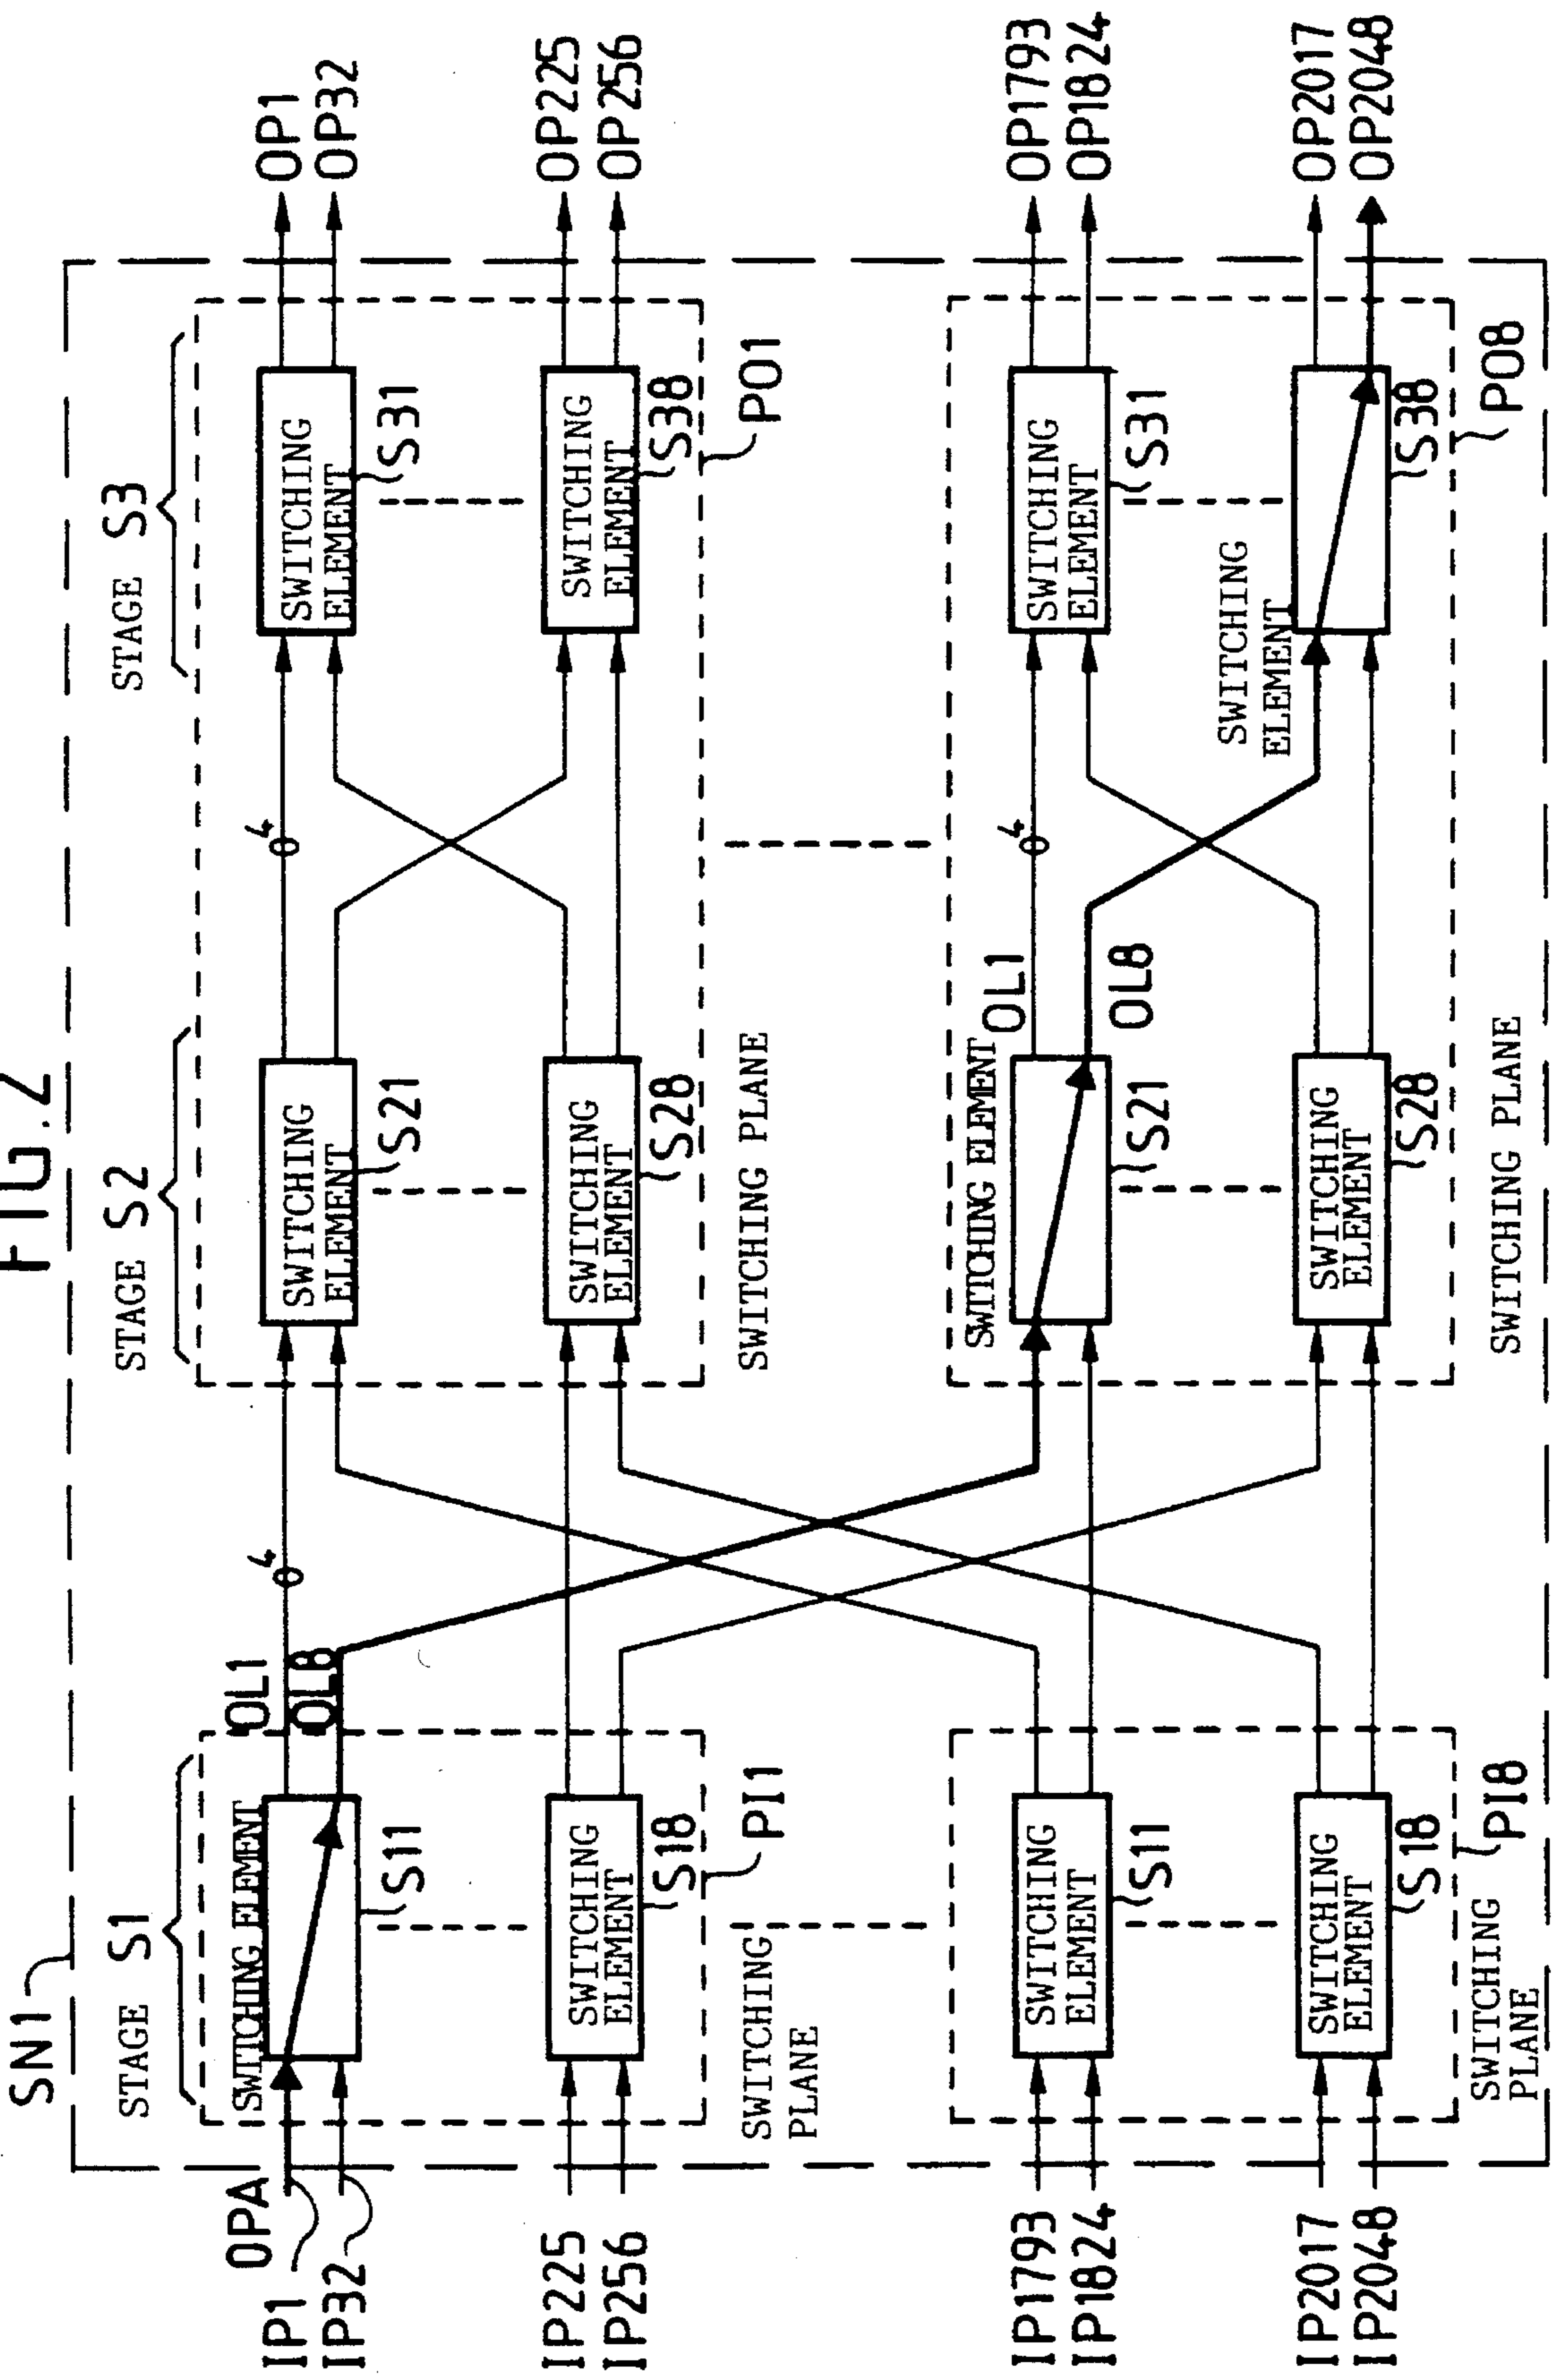 FIG.2
SN1
STAGE S1
STAGE S2
STAGE S3
OPA
IP1
IP32
SWITCHING ELEMENT
S11
OL1
OL8
4
SWITCHING
ELEMENT
S21
4
SWITCHING
ELEMENT
S31
OP1
OP32
IP225
IP256
SWITCHING
ELEMENT
S18
PI1
SWITCHING
PLANE
SWITCHING
ELEMENT
S28
SWITCHING PLANE
SWITCHING
ELEMENT
S38
PO1
OP225
OP256
IP1793
IP1824
SWITCHING
ELEMENT
S11
SWITCHING ELEMENT
S21
OL1
OL8
4
SWITCHING
ELEMENT
S31
OP1793
OP1824
IP2017
IP2048
SWITCHING
ELEMENT
S18
PI8
SWITCHING
PLANE
SWITCHING
ELEMENT
S28
SWITCHING PLANE
SWITCHING
ELEMENT
S38
PO8
OP2017
OP2048